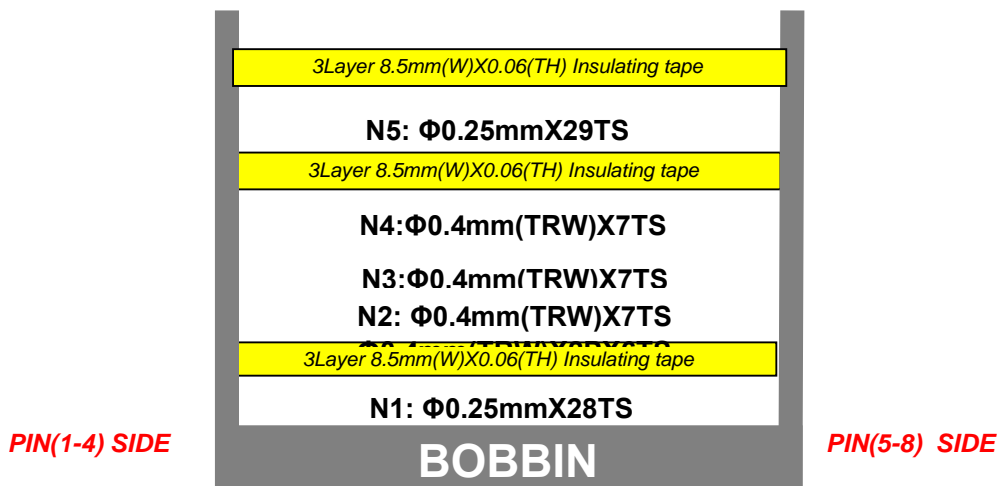 3Layer 8.5mm(W)X0.06(TH) Insulating tape
N5: Φ0.25mmX29TS
3Layer 8.5mm(W)X0.06(TH) Insulating tape
N4:Φ0.4mm(TRW)X7TS
N3:Φ0.4mm(TRW)X7TS
N2: Φ0.4mm(TRW)X7TS
3Layer 8.5mm(W)X0.06(TH) Insulating tape
N1: Φ0.25mmX28TS
PIN(1-4) SIDE
BOBBIN
PIN(5-8) SIDE